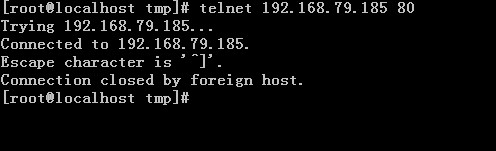 [root@localhost tmp]# telnet 192.168.79.185 80
Trying 192.168.79.185...
Connected to 192.168.79.185.
Escape character is '^]'.
Connection closed by foreign host.
[root@localhost tmp]#